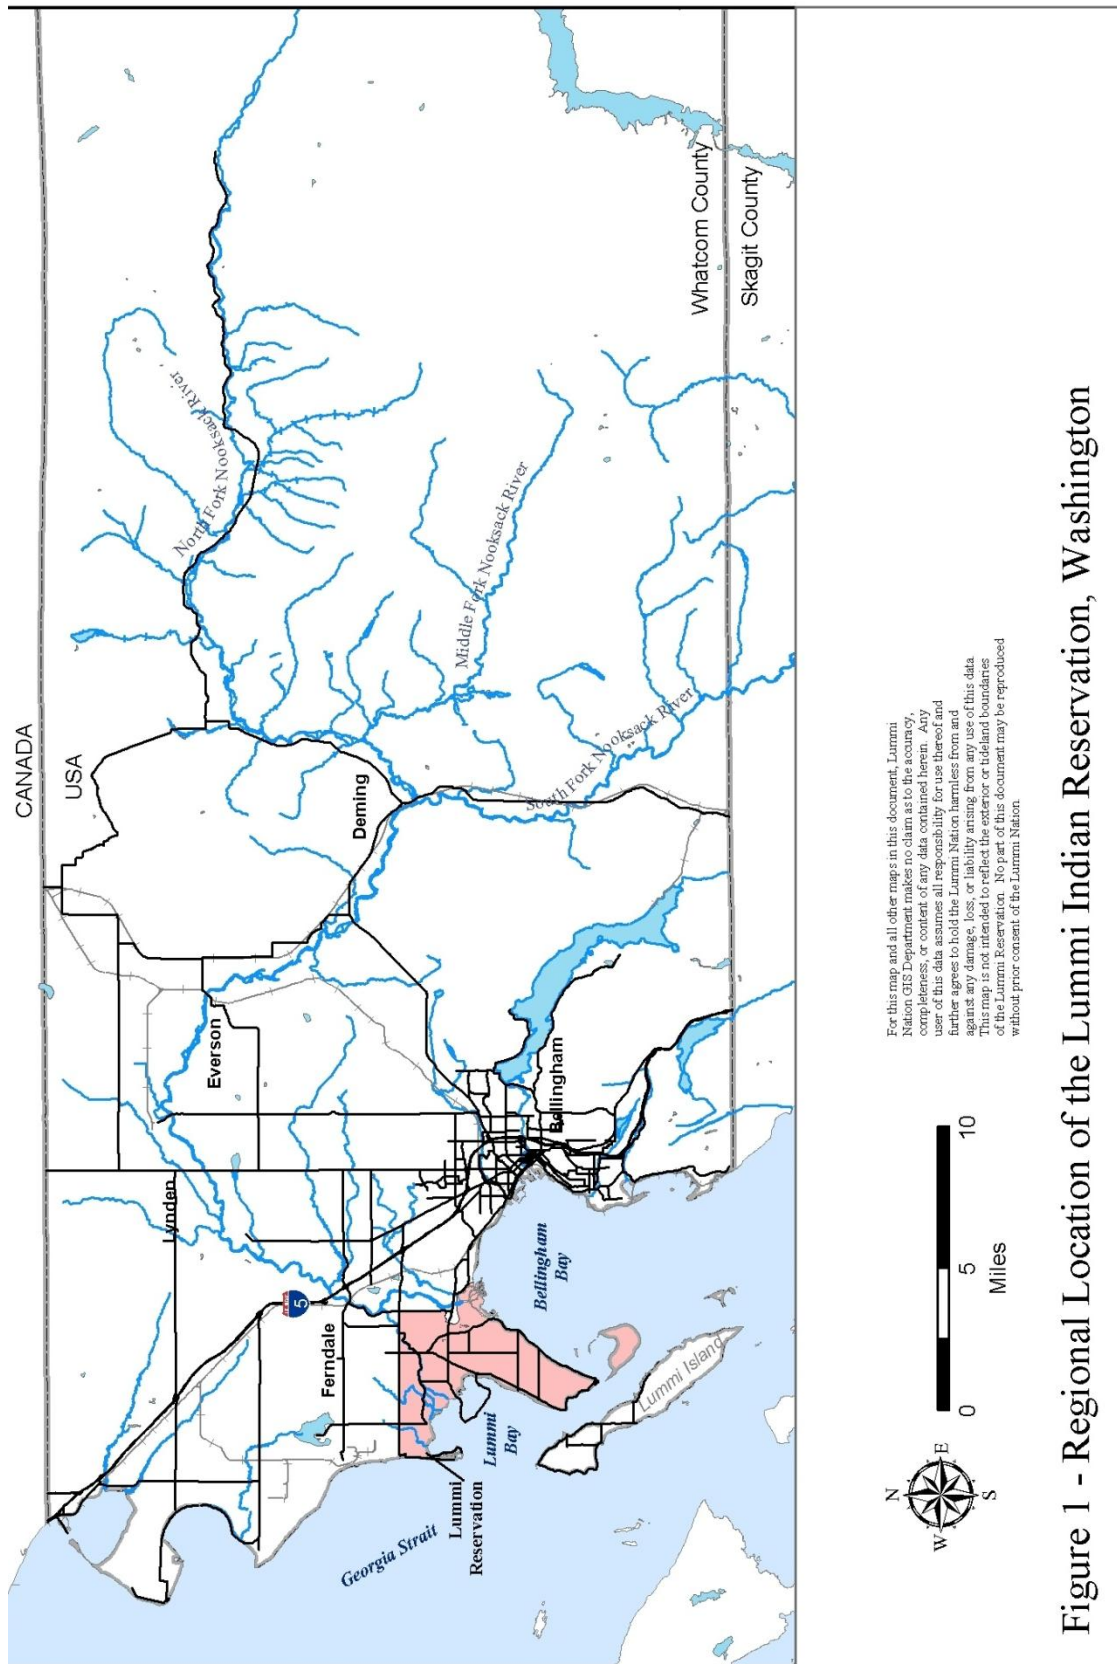 CANADA
USA
North Fork Nooksack River
Middle Fork Nooksack River
South Fork Nooksack River
Deming
Everson
Lynden
5
Ferndale
Bellingham
Bellingham
Bay
Lummi
Bay
Lummi
Reservation
Georgia Strait
Lummi Island
Whatcom County
Skagit County
For this map and all other maps in this document, Lummi
Nation GIS Department makes no claim as to the accuracy,
completeness, or content of any data contained herein. Any
user of this data assumes all responsibility for use thereof and
further agrees to hold the Lummi Nation harmless from and
against any damage, loss, or liability arising from any use of this data.
This map is not intended to reflect the exterior or tideland boundaries
of the Lummi Reservation. No part of this document may be reproduced
without prior consent of the Lummi Nation.
N
W
E
S
0 5 10
Miles
Figure 1 - Regional Location of the Lummi Indian Reservation, Washington